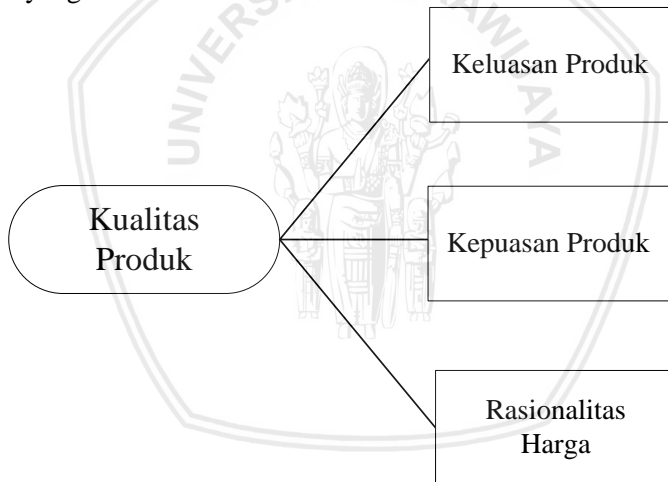 Keluasan Produk
Kualitas
Produk
Kepuasan Produk
Rasionalitas
Harga